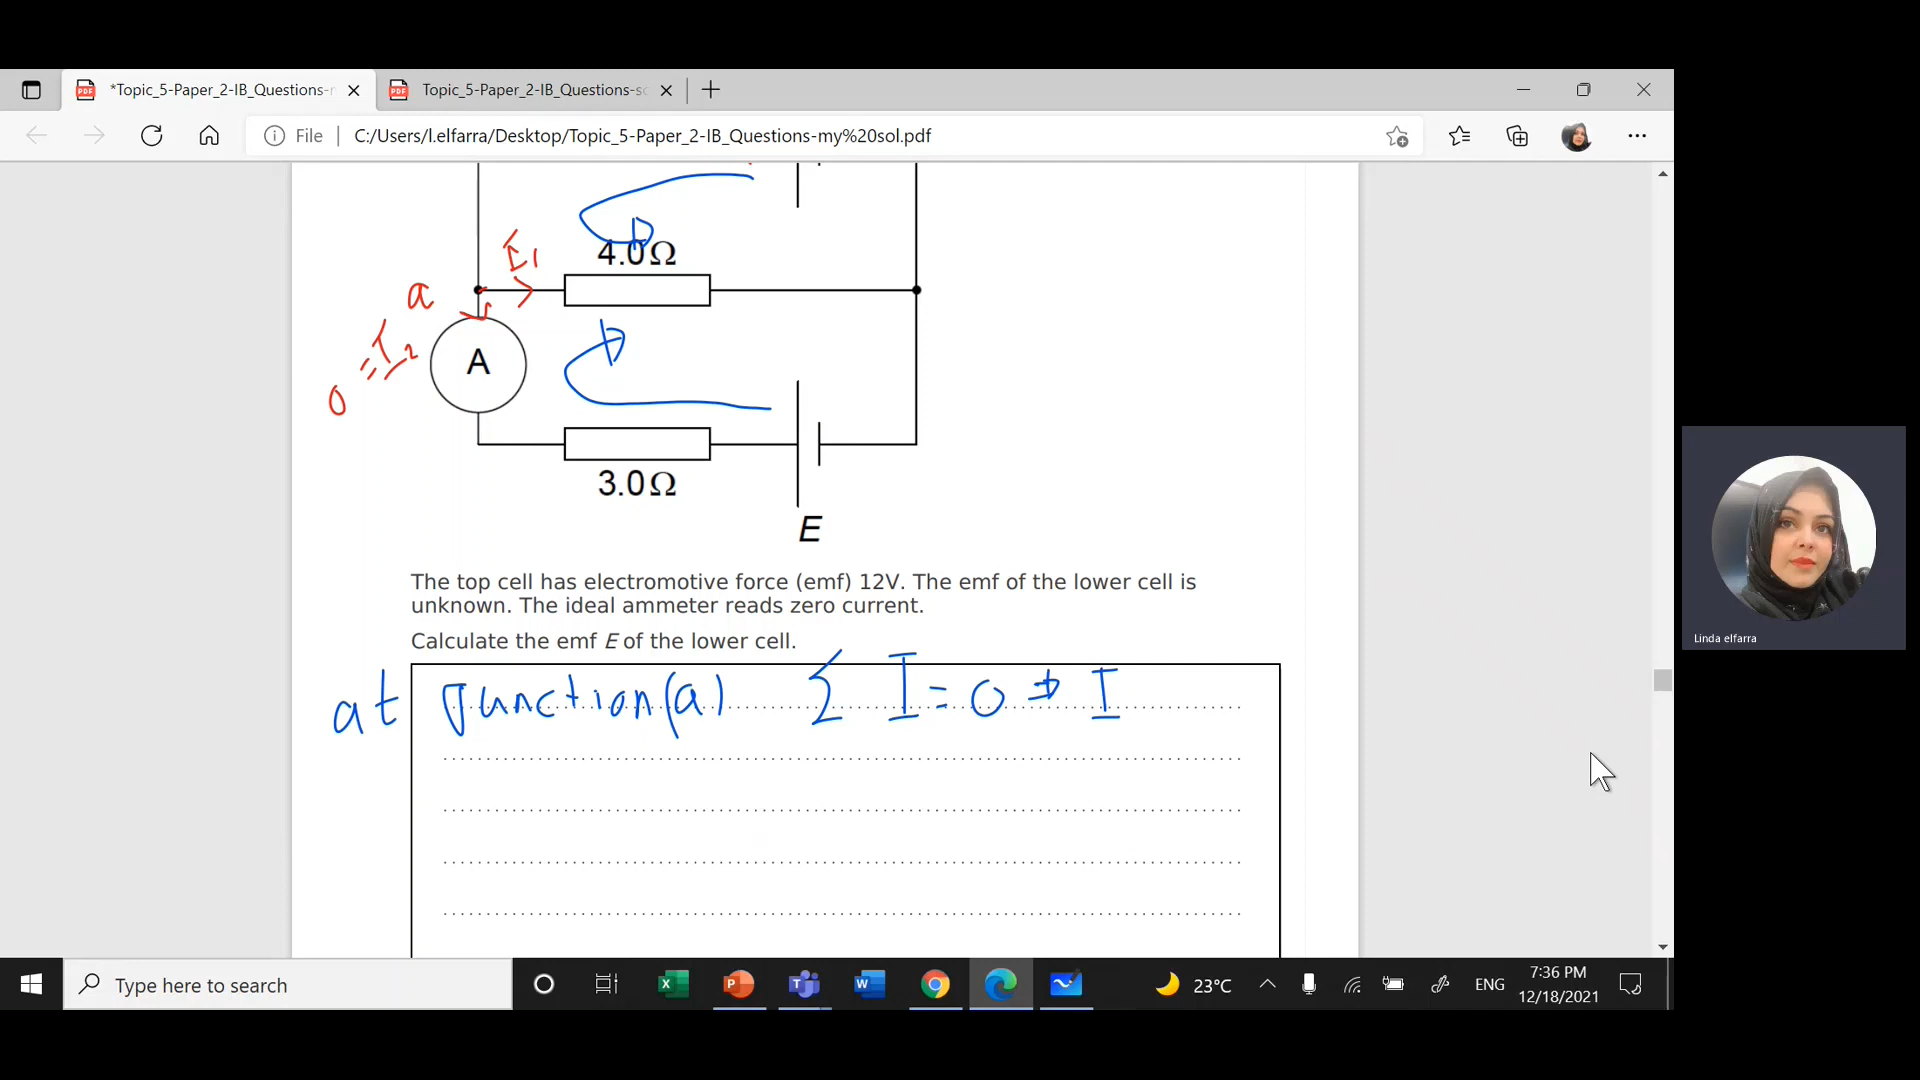 *Topic_5-Paper_2-IB_Questions-r
Topic_5-Paper_2-IB_Questions-so
File
C:/Users/l.elfarra/Desktop/Topic_5-Paper_2-IB_Questions-my%20sol.pdf
4.0Ω
I1
a
A
0 = I2
3.0Ω
E
The top cell has electromotive force (emf) 12V. The emf of the lower cell is
unknown. The ideal ammeter reads zero current.
Calculate the emf E of the lower cell.
at Junction(a) Σ I = 0 ⇒ I
Linda elfarra
Type here to search
23°C
ENG
7:36 PM
12/18/2021